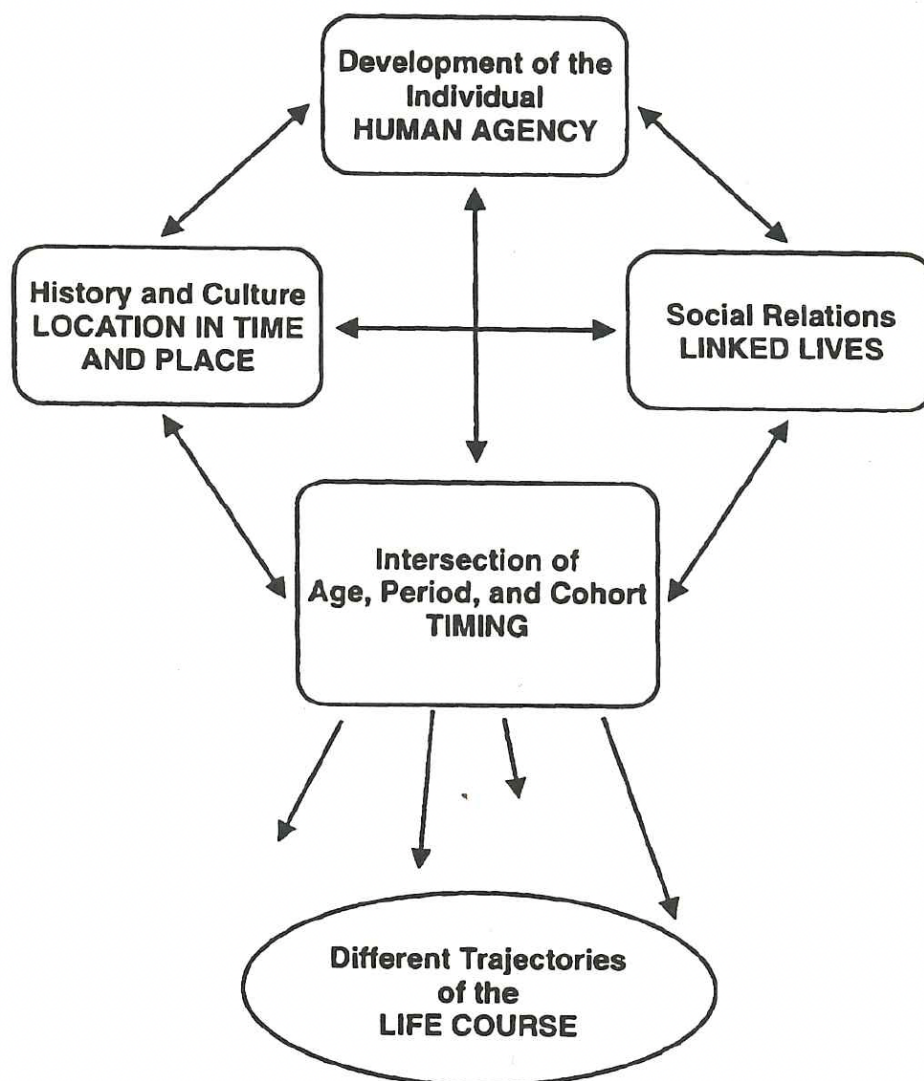 Development of the
Individual
HUMAN AGENCY
History and Culture
LOCATION IN TIME
AND PLACE
Social Relations
LINKED LIVES
Intersection of
Age, Period, and Cohort
TIMING
Different Trajectories
of the
LIFE COURSE